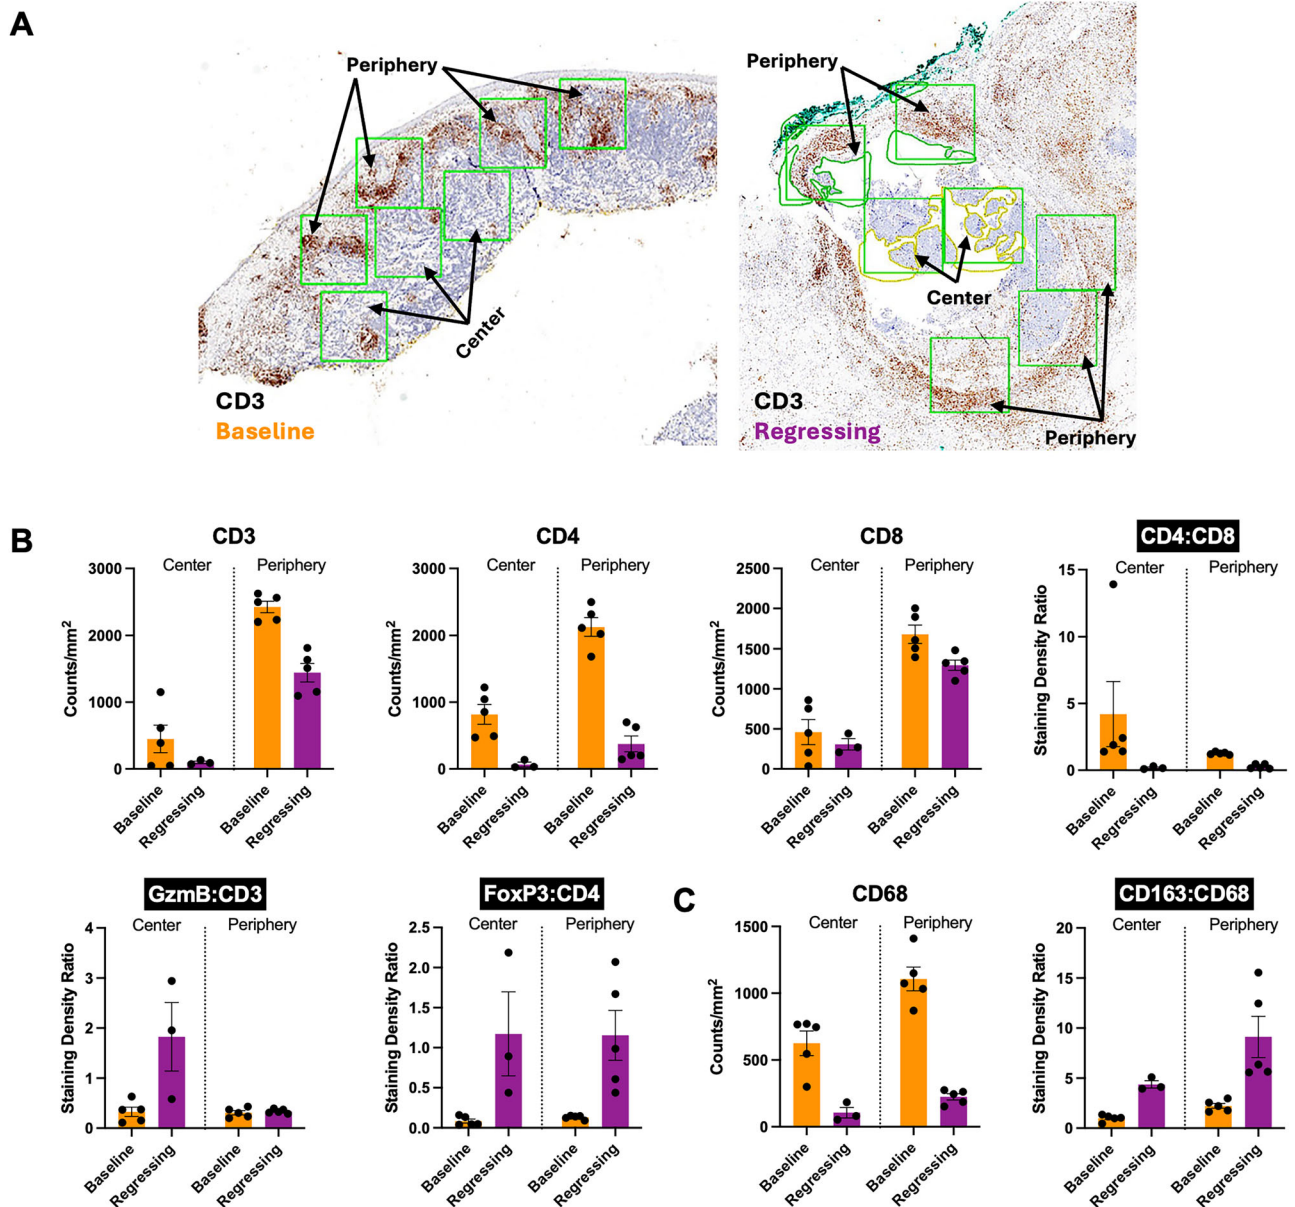 A
Periphery
Center
CD3
Baseline
Periphery
Center
CD3
Regressing
Periphery
B
CD3
Center Periphery
Counts/mm²
3000
2000
1000
0
Baseline
Regressing
Baseline
Regressing
CD4
Center Periphery
Counts/mm²
3000
2000
1000
0
Baseline
Regressing
Baseline
Regressing
CD8
Center Periphery
Counts/mm²
2500
2000
1500
1000
500
0
Baseline
Regressing
Baseline
Regressing
CD4:CD8
Center Periphery
Staining Density Ratio
15
10
5
0
Baseline
Regressing
Baseline
Regressing
GzmB:CD3
Center Periphery
Staining Density Ratio
4
3
2
1
0
Baseline
Regressing
Baseline
Regressing
FoxP3:CD4
Center Periphery
Staining Density Ratio
2.5
2.0
1.5
1.0
0.5
0.0
Baseline
Regressing
Baseline
Regressing
C
CD68
Center Periphery
Counts/mm²
1500
1000
500
0
Baseline
Regressing
Baseline
Regressing
CD163:CD68
Center Periphery
Staining Density Ratio
20
15
10
5
0
Baseline
Regressing
Baseline
Regressing